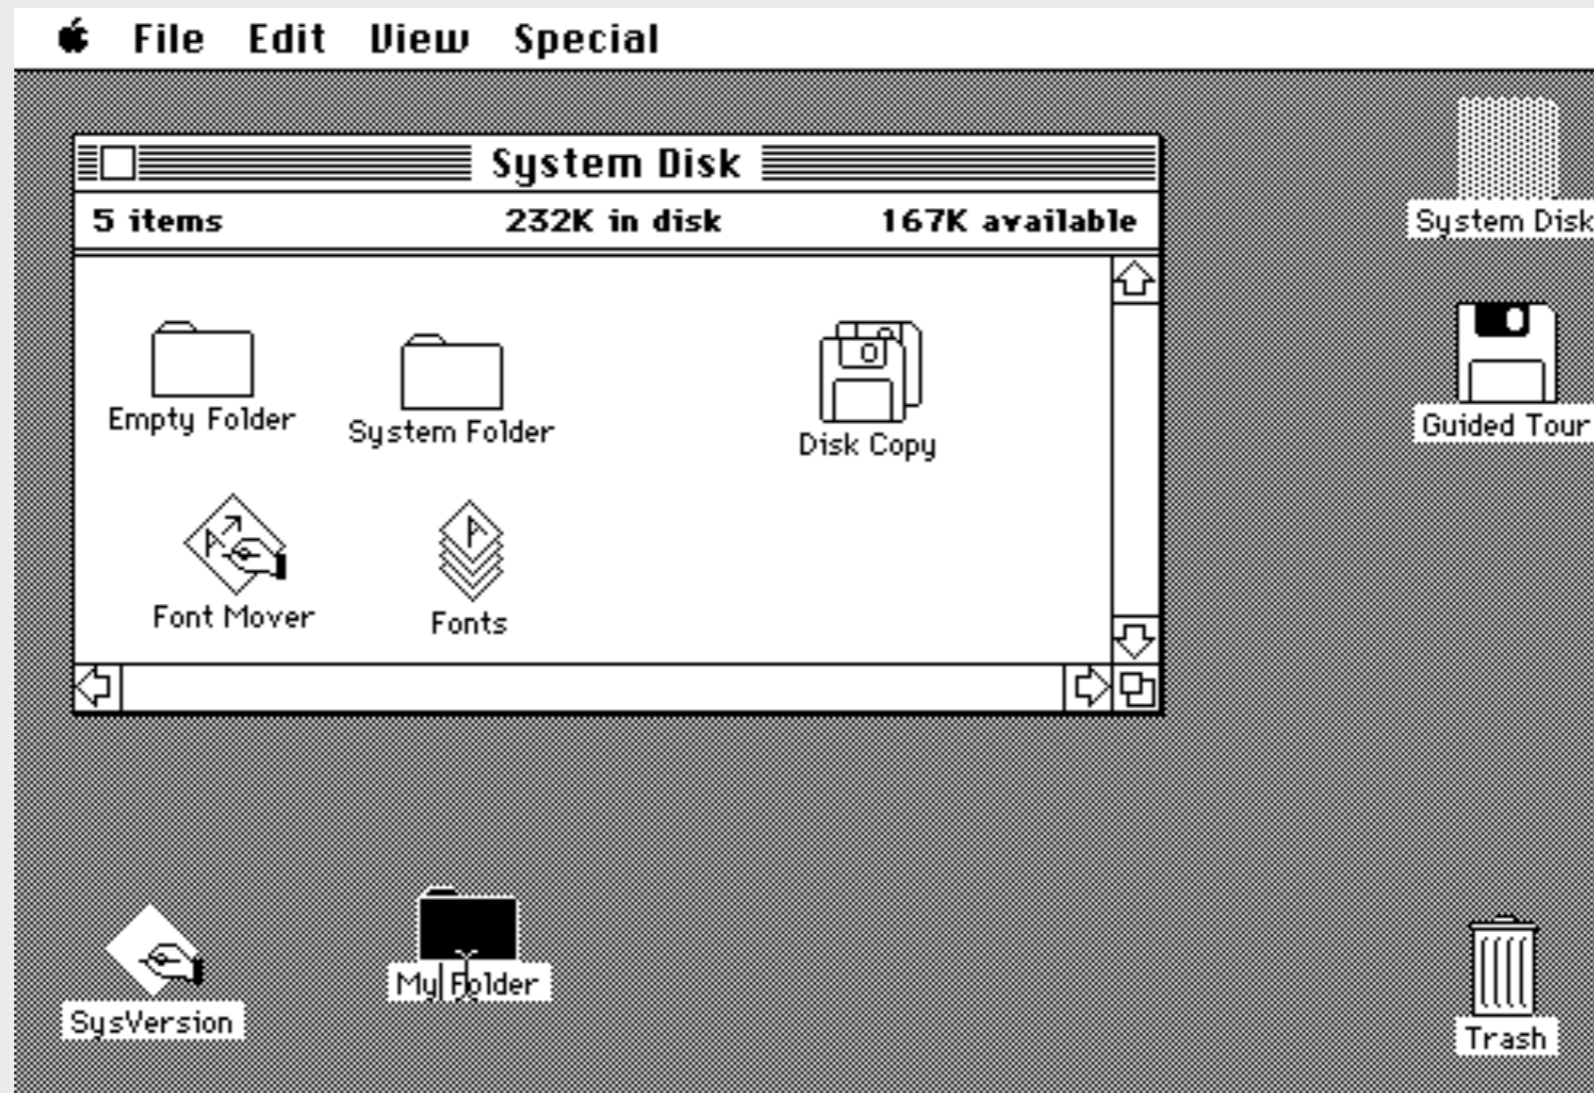 File Edit View Special
System Disk
5 items 232K in disk 167K available
Empty Folder System Folder Disk Copy
Font Mover Fonts
System Disk
Guided Tour
SysVersion My Folder Trash